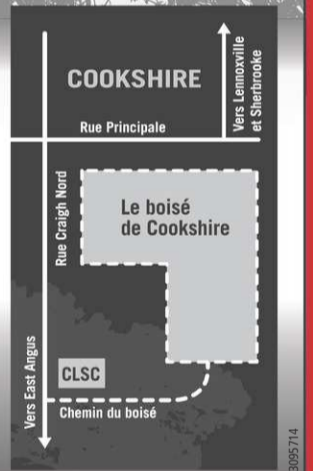 COOKSHIRE
Vers Lennoxville
et Sherbrooke
Rue Principale
Rue Craigh Nord
Le boisé
de Cookshire
Vers East Angus
CLSC
Chemin du boisé
3095714